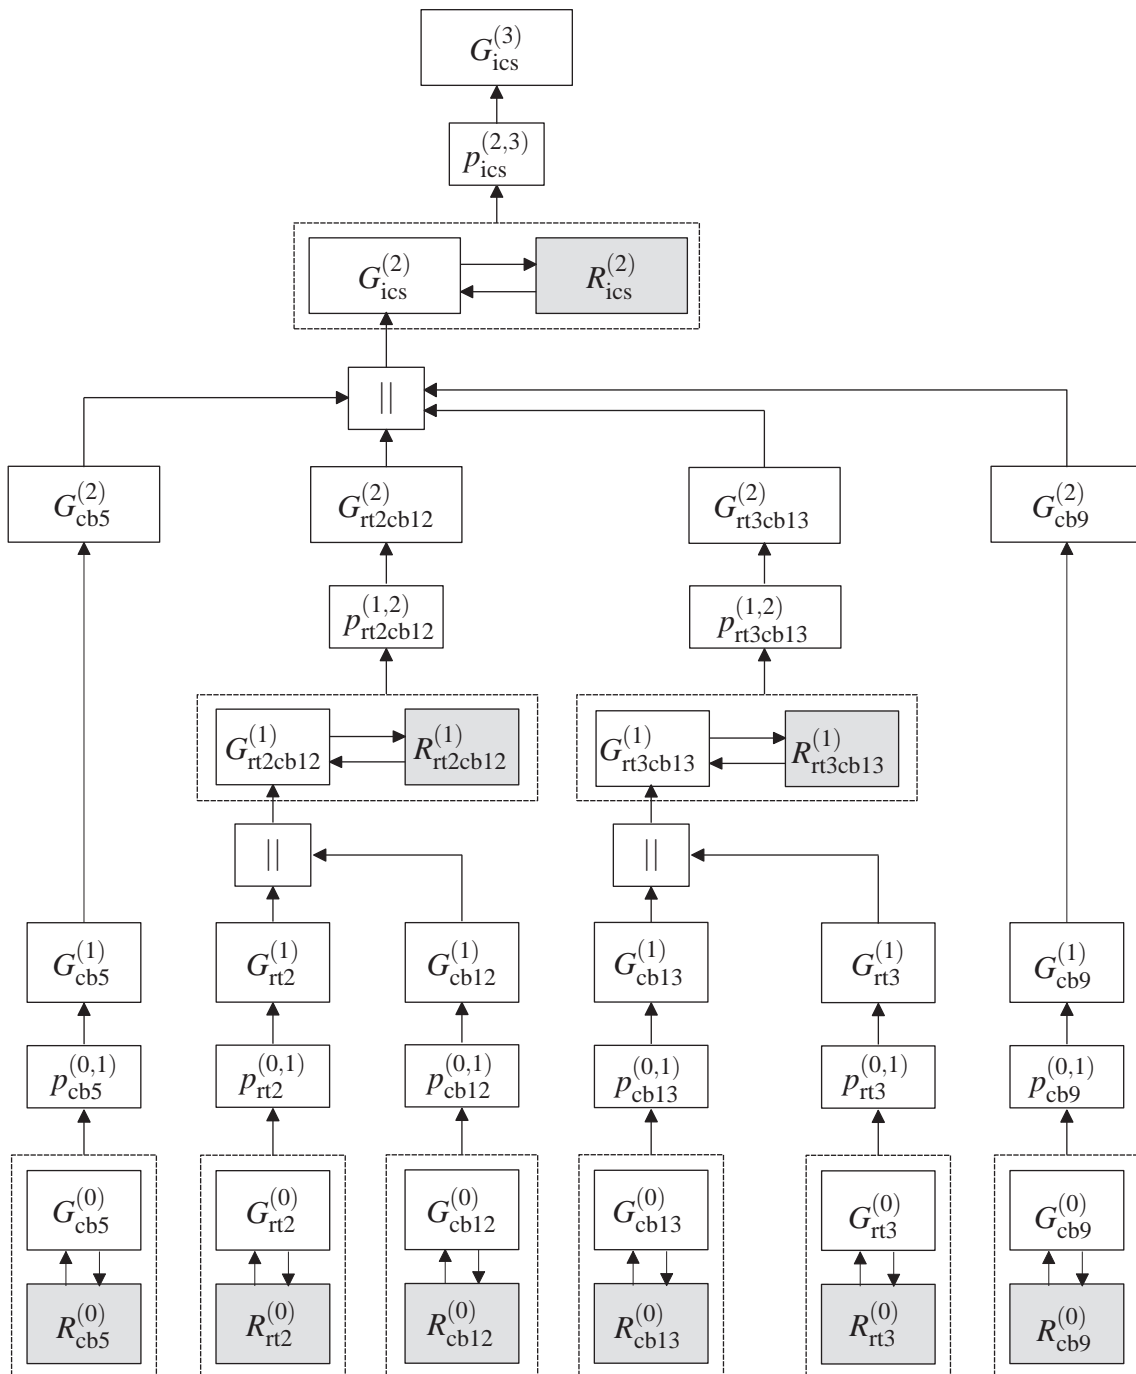 G_ics^(3)
p_ics^(2,3)
G_ics^(2) R_ics^(2)
||
G_cb5^(2) G_rt2cb12^(2) G_rt3cb13^(2) G_cb9^(2)
p_rt2cb12^(1,2) p_rt3cb13^(1,2)
G_rt2cb12^(1) R_rt2cb12^(1) G_rt3cb13^(1) R_rt3cb13^(1)
|| ||
G_cb5^(1) G_rt2^(1) G_cb12^(1) G_cb13^(1) G_rt3^(1) G_cb9^(1)
p_cb5^(0,1) p_rt2^(0,1) p_cb12^(0,1) p_cb13^(0,1) p_rt3^(0,1) p_cb9^(0,1)
G_cb5^(0) G_rt2^(0) G_cb12^(0) G_cb13^(0) G_rt3^(0) G_cb9^(0)
R_cb5^(0) R_rt2^(0) R_cb12^(0) R_cb13^(0) R_rt3^(0) R_cb9^(0)